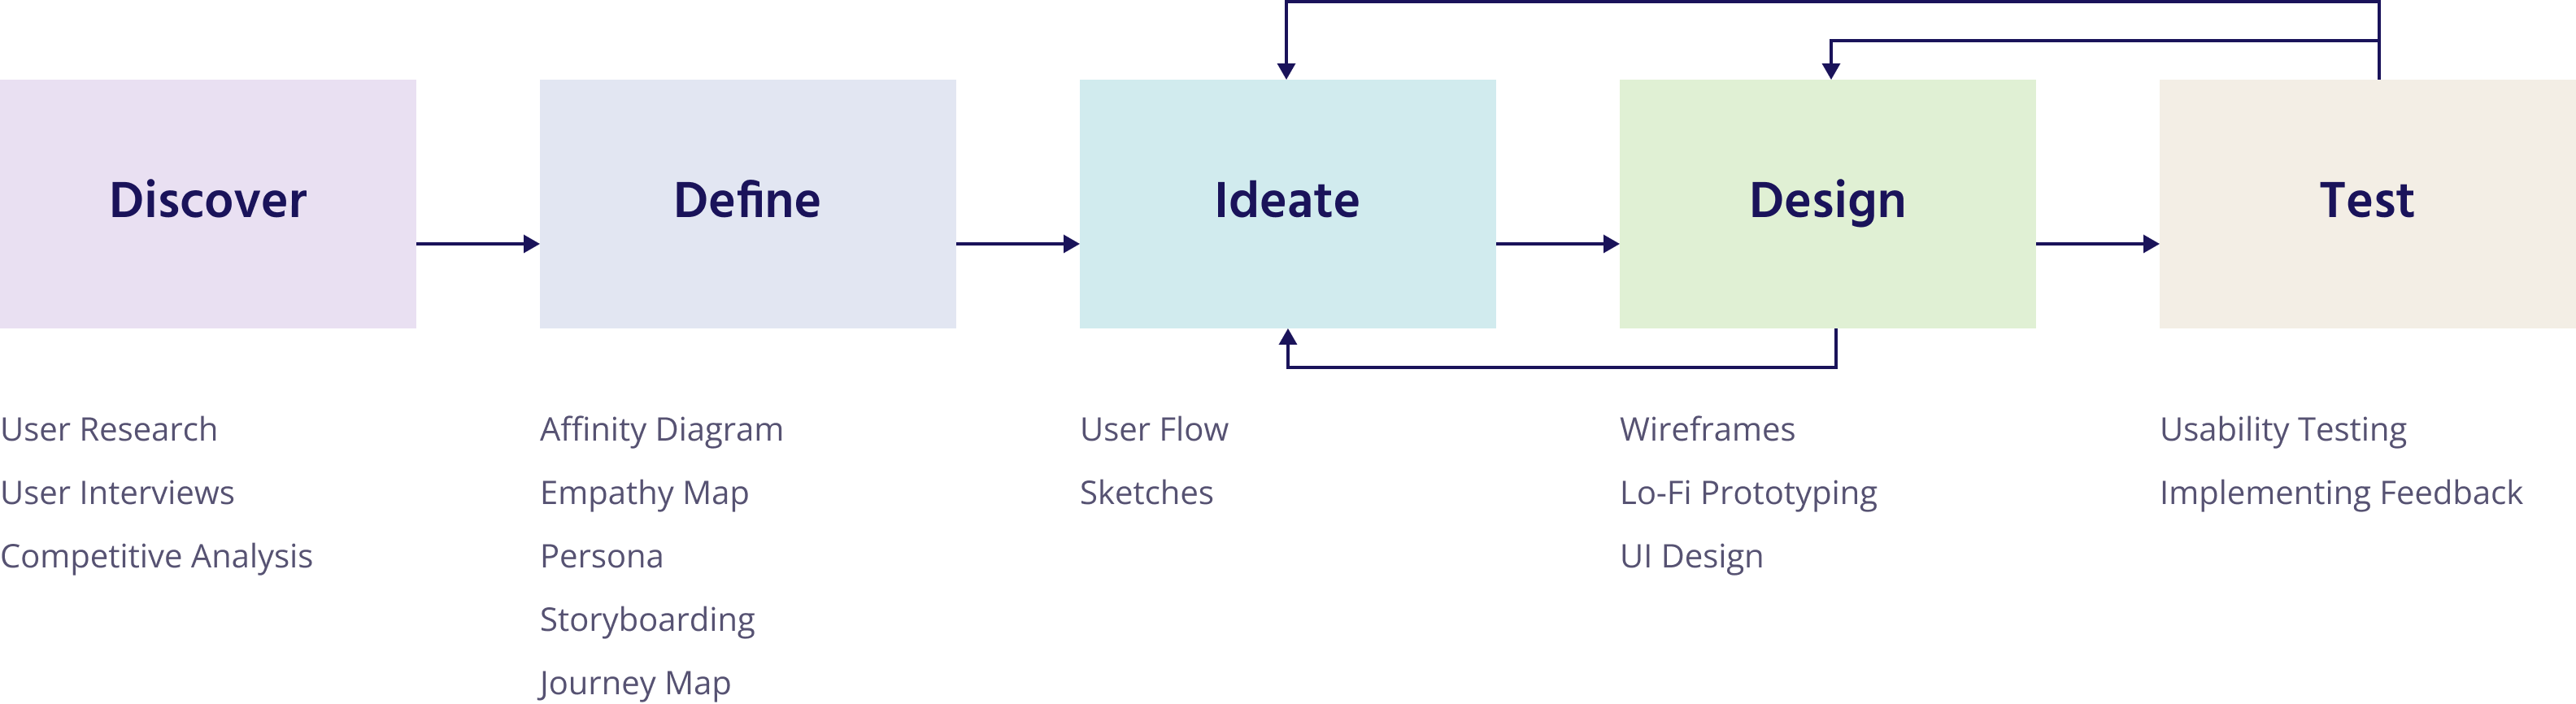 Discover
Define
Ideate
Design
Test
User Research
User Interviews
Competitive Analysis
Affinity Diagram
Empathy Map
Persona
Storyboarding
Journey Map
User Flow
Sketches
Wireframes
Lo-Fi Prototyping
UI Design
Usability Testing
Implementing Feedback